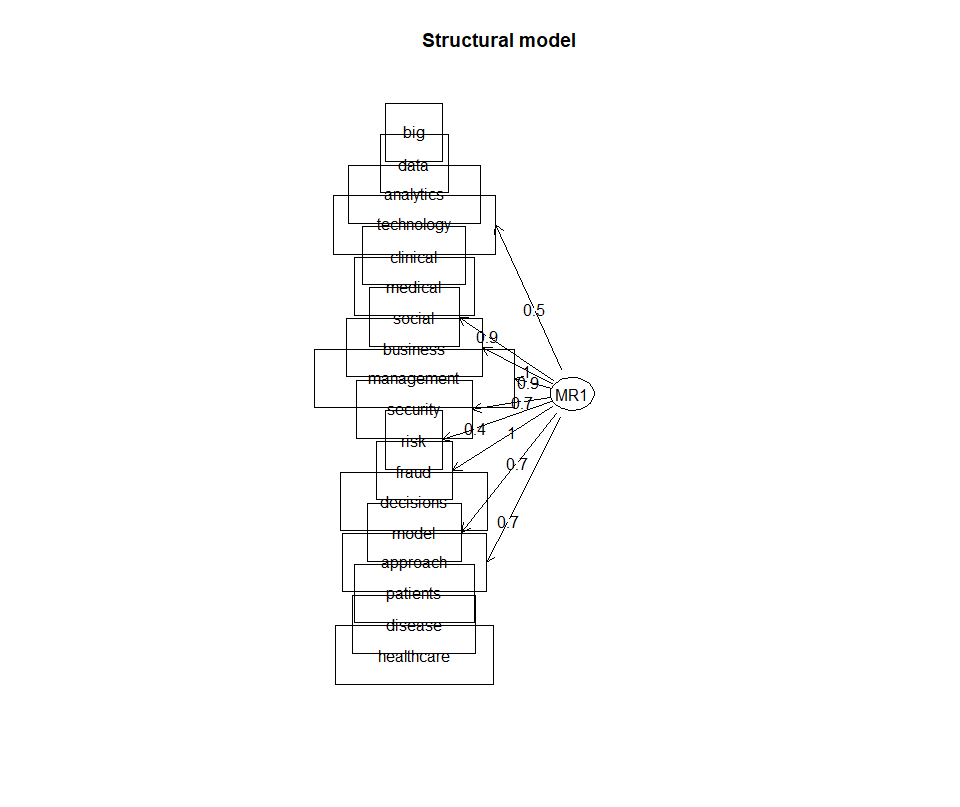 Structural model
big
data
analytics
technology
clinical
medical
social
business
management
security
risk
fraud
decisions
model
approach
patients
disease
healthcare
0.5
0.9
1
0.9
0.7
0.4
1
0.7
0.7
MR1